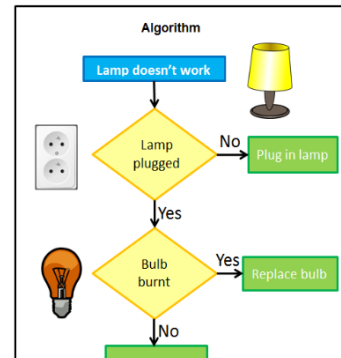 Algorithm
Lamp doesn't work
Lamp
plugged
No
Plug in lamp
Yes
Bulb
burnt
Yes
Replace bulb
No